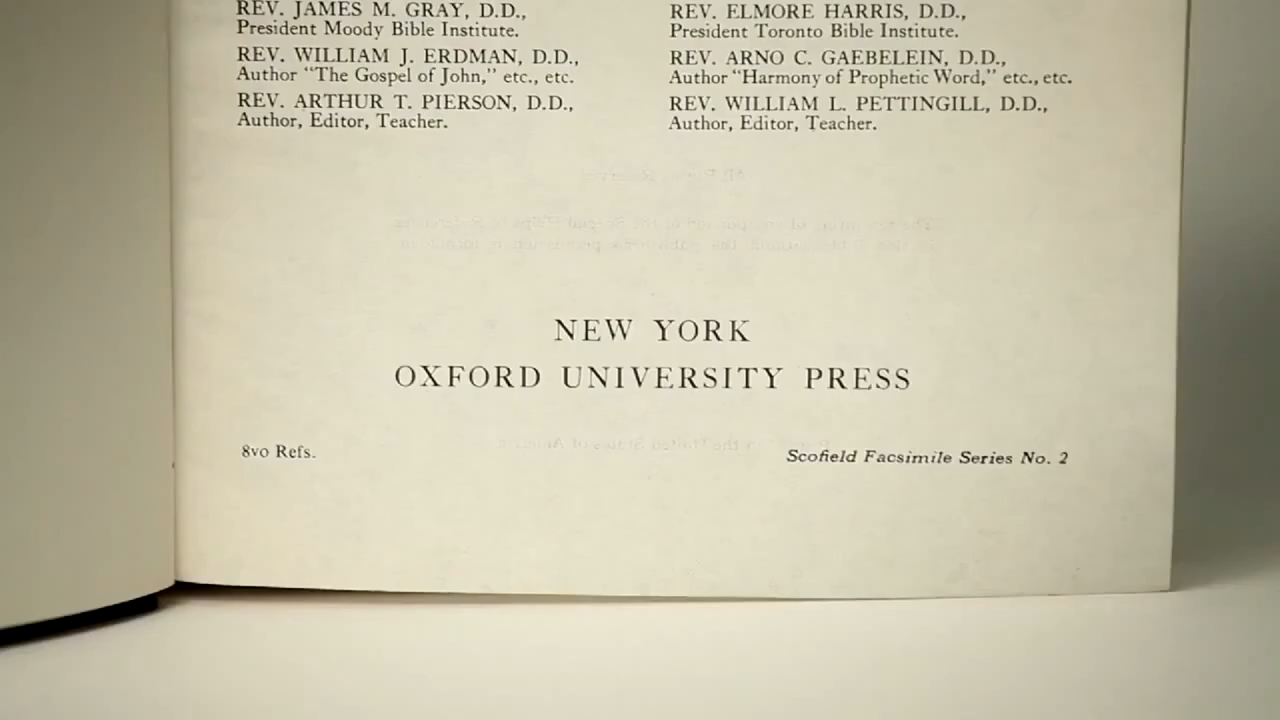 REV. JAMES M. GRAY, D.D.,
President Moody Bible Institute.
REV. WILLIAM J. ERDMAN, D.D.,
Author "The Gospel of John," etc., etc.
REV. ARTHUR T. PIERSON, D.D.,
Author, Editor, Teacher.
REV. ELMORE HARRIS, D.D.,
President Toronto Bible Institute.
REV. ARNO C. GAEBELEIN, D.D.,
Author "Harmony of Prophetic Word," etc., etc.
REV. WILLIAM L. PETTINGILL, D.D.,
Author, Editor, Teacher.
NEW YORK
OXFORD UNIVERSITY PRESS
8vo Refs.
Scofield Facsimile Series No. 2